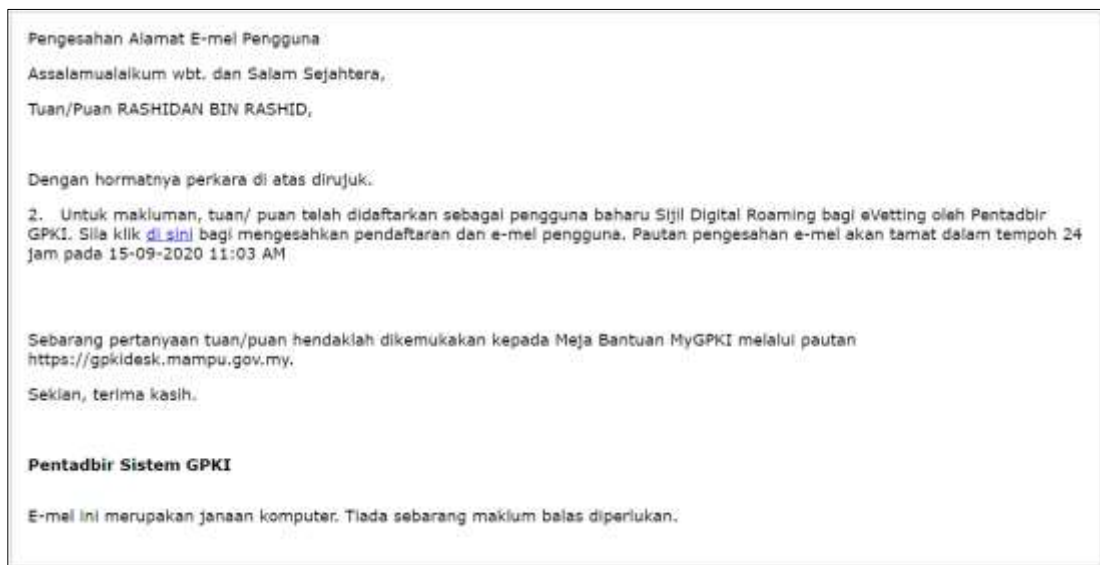 Pengesahan Alamat E-mel Pengguna
Assalamualaikum wbt. dan Salam Sejahtera,
Tuan/Puan RASHIDAN BIN RASHID,
Dengan hormatnya perkara di atas dirujuk.
2. Untuk makluman, tuan/ puan telah didaftarkan sebagai pengguna baharu Sijil Digital Roaming bagi eVetting oleh Pentadbir
GPKI. Sila klik di sini bagi mengesahkan pendaftaran dan e-mel pengguna. Pautan pengesahan e-mel akan tamat dalam tempoh 24
jam pada 15-09-2020 11:03 AM
Sebarang pertanyaan tuan/puan hendaklah dikemukakan kepada Meja Bantuan MyGPKI melalui pautan
https://gpkidesk.mampu.gov.my.
Sekian, terima kasih.
Pentadbir Sistem GPKI
E-mel ini merupakan janaan komputer. Tiada sebarang maklum balas diperlukan.